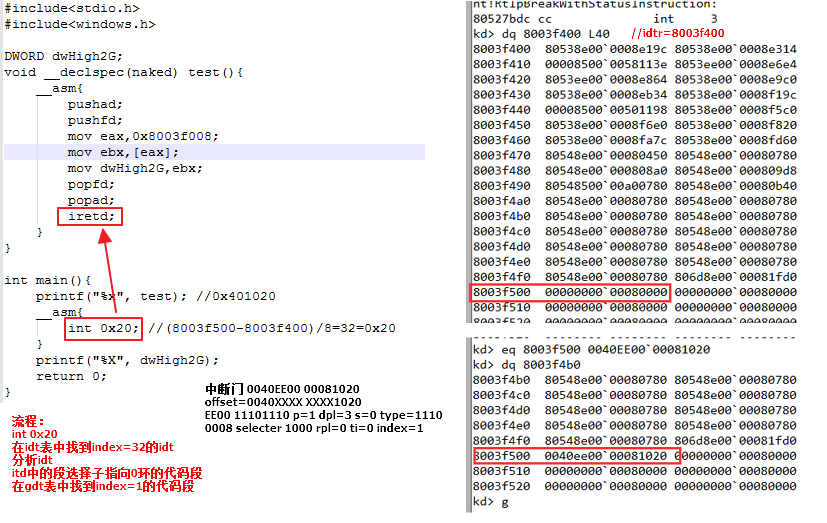 #include<stdio.h>
#include<windows.h>
DWORD dwHigh2G;
void __declspec(naked) test(){
__asm{
pushad;
pushfd;
mov eax,0x8003f008;
mov ebx,[eax];
mov dwHigh2G,ebx;
popfd;
popad;
iretd;
}
}
int main(){
printf("%x", test); //0x401020
__asm{
int 0x20; //(8003f500-8003f400)/8=32=0x20
}
printf("%X", dwHigh2G);
return 0;
}
流程：
int 0x20
在idt表中找到index=32的idt
分析idt
itd中的段选择子指向0环的代码段
在gdt表中找到index=1的代码段
中断门 0040EE00 00081020
offset=0040XXXX XXXX1020
EE00 11101110 p=1 dpl=3 s=0 type=1110
0008 selecter 1000 rpl=0 ti=0 index=1
nt!RtlpBreakWithStatusInstruction:
80527bdc cc int 3
kd> dq 8003f400 L40 //idtr=8003f400
8003f400 80538e00`0008e19c 80538e00`0008e314
8003f410 00008500`0058113e 8053ee00`0008e6e4
8003f420 8053ee00`0008e864 80538e00`0008e9c0
8003f430 80538e00`0008eb34 80538e00`0008f19c
8003f440 00008500`00501198 80538e00`0008f5c0
8003f450 80538e00`0008f6e0 80538e00`0008f820
8003f460 80538e00`0008fa7c 80538e00`0008fd60
8003f470 80548e00`00080450 80548e00`00080780
8003f480 80548e00`000808a0 80548e00`000809d8
8003f490 80548500`00a00780 80548e00`00080b40
8003f4a0 80548e00`00080780 80548e00`00080780
8003f4b0 80548e00`00080780 80548e00`00080780
8003f4c0 80548e00`00080780 80548e00`00080780
8003f4d0 80548e00`00080780 80548e00`00080780
8003f4e0 80548e00`00080780 80548e00`00080780
8003f4f0 80548e00`00080780 806d8e00`00081fd0
8003f500 00000000`00080000 00000000`00080000
8003f510 00000000`00080000 00000000`00080000
8003f520 00000000`00080000 00000000`00080000
kd> eq 8003f500 0040EE00`00081020
kd> dq 8003f4b0
8003f4b0 80548e00`00080780 80548e00`00080780
8003f4c0 80548e00`00080780 80548e00`00080780
8003f4d0 80548e00`00080780 80548e00`00080780
8003f4e0 80548e00`00080780 80548e00`00080780
8003f4f0 80548e00`00080780 806d8e00`00081fd0
8003f500 0040ee00`00081020 00000000`00080000
8003f510 00000000`00080000 00000000`00080000
8003f520 00000000`00080000 00000000`00080000
kd> g